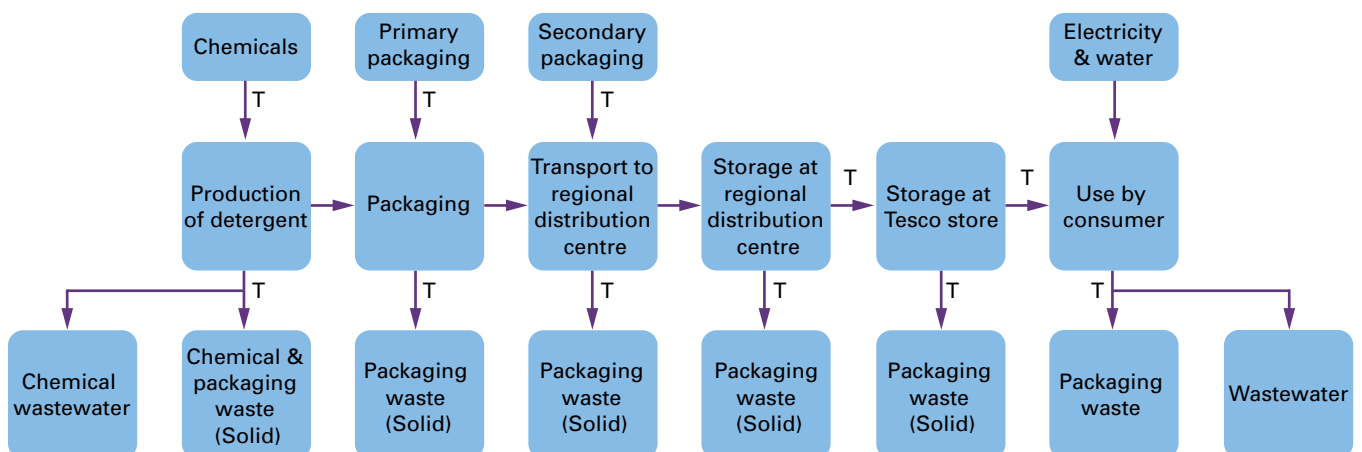 Chemicals
Primary
packaging
Secondary
packaging
Electricity
& water
T
T
T
Production
of detergent
Packaging
Transport to
regional
distribution
centre
Storage at
regional
distribution
centre
T
Storage at
Tesco store
T
Use by
consumer
T
T
T
T
T
T
Chemical
wastewater
Chemical &
packaging
waste
(Solid)
Packaging
waste
(Solid)
Packaging
waste
(Solid)
Packaging
waste
(Solid)
Packaging
waste
(Solid)
Packaging
waste
Wastewater